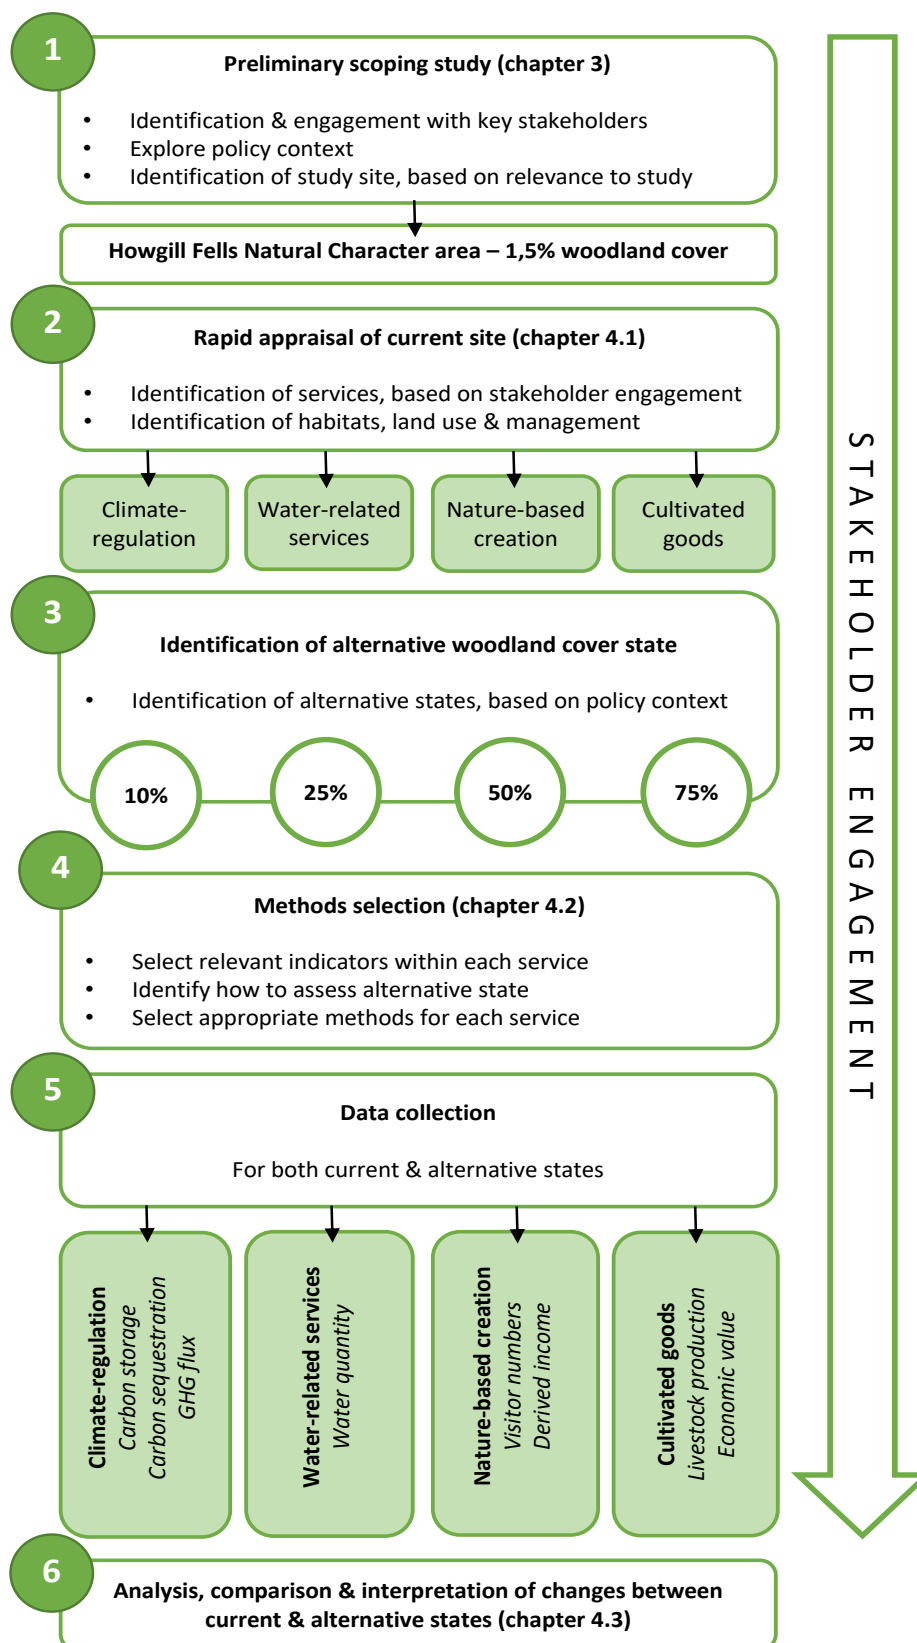 1
Preliminary scoping study (chapter 3)
• Identification & engagement with key stakeholders
• Explore policy context
• Identification of study site, based on relevance to study
Howgill Fells Natural Character area – 1,5% woodland cover
2
Rapid appraisal of current site (chapter 4.1)
• Identification of services, based on stakeholder engagement
• Identification of habitats, land use & management
Climate-
regulation
Water-related
services
Nature-based
creation
Cultivated
goods
3
Identification of alternative woodland cover state
• Identification of alternative states, based on policy context
10%
25%
50%
75%
4
Methods selection (chapter 4.2)
• Select relevant indicators within each service
• Identify how to assess alternative state
• Select appropriate methods for each service
5
Data collection
For both current & alternative states
Climate-regulation
Carbon storage
Carbon sequestration
GHG flux
Water-related services
Water quantity
Nature-based creation
Visitor numbers
Derived income
Cultivated goods
Livestock production
Economic value
6
Analysis, comparison & interpretation of changes between
current & alternative states (chapter 4.3)
STAKEHOLDER ENGAGEMENT